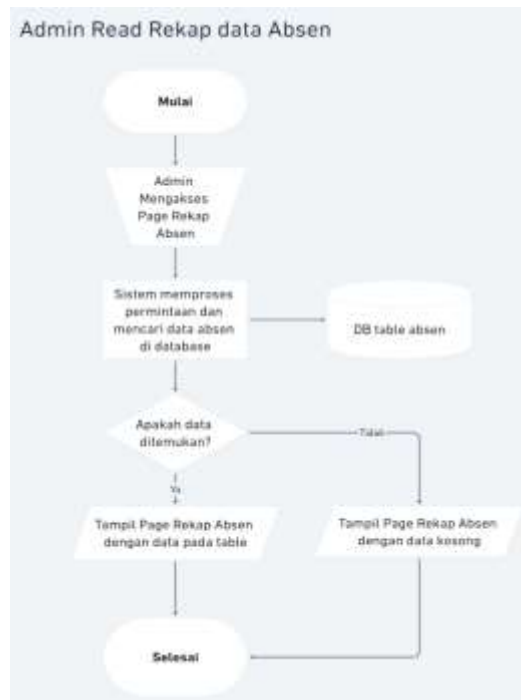 Admin Read Rekap data Absen
Mulai
Admin
Mengakses
Page Rekap
Absen
Sistem memproses
permintaan dan
mencari data absen
di database
DB table absen
Apakah data
ditemukan?
Tidak
Ya
Tampil Page Rekap Absen
dengan data pada table
Tampil Page Rekap Absen
dengan data kosong
Selesai